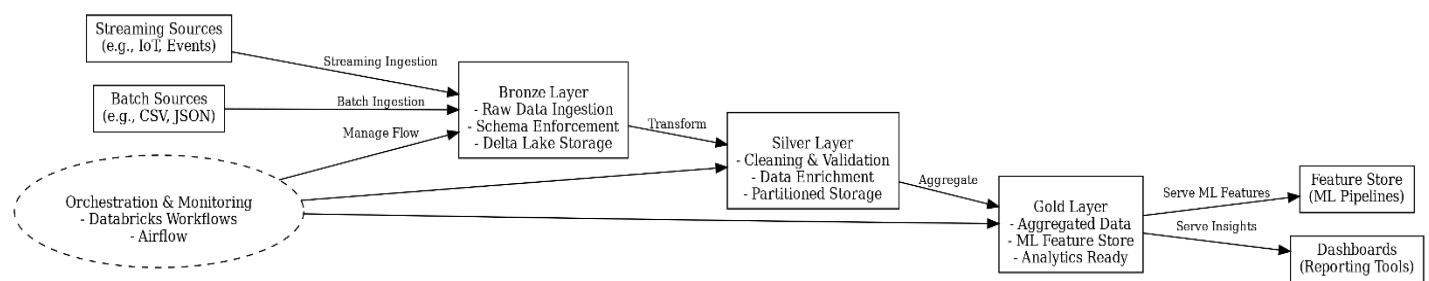 Streaming Sources
(e.g., IoT, Events)
Streaming Ingestion
Batch Sources
(e.g., CSV, JSON)
Batch Ingestion
Manage Flow
Orchestration & Monitoring
- Databricks Workflows
- Airflow
Bronze Layer
- Raw Data Ingestion
- Schema Enforcement
- Delta Lake Storage
Transform
Silver Layer
- Cleaning & Validation
- Data Enrichment
- Partitioned Storage
Aggregate
Gold Layer
- Aggregated Data
- ML Feature Store
- Analytics Ready
Serve ML Features
Serve Insights
Feature Store
(ML Pipelines)
Dashboards
(Reporting Tools)